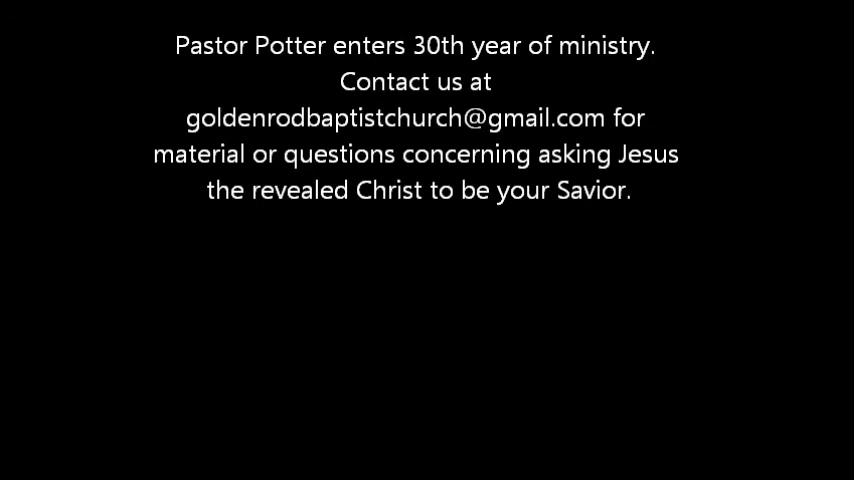 Pastor Potter enters 30th year of ministry.
Contact us at
goldenrodbaptistchurch@gmail.com for
material or questions concerning asking Jesus
the revealed Christ to be your Savior.